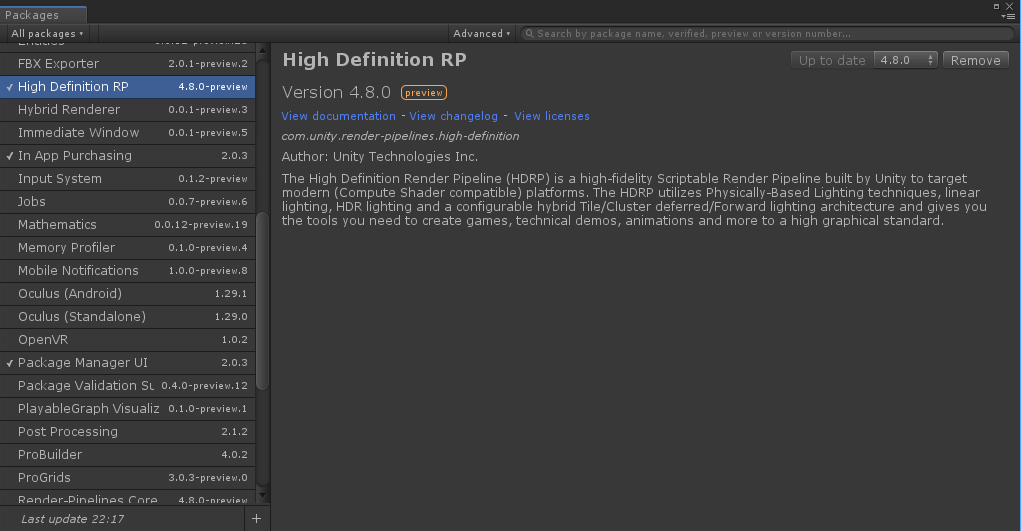 Packages
All packages
Advanced
Search by package name, verified, preview or version number...
Entities 0.0.12-preview.23
FBX Exporter 2.0.1-preview.2
High Definition RP 4.8.0-preview
Hybrid Renderer 0.0.1-preview.3
Immediate Window 0.0.1-preview.5
In App Purchasing 2.0.3
Input System 0.1.2-preview
Jobs 0.0.7-preview.6
Mathematics 0.0.12-preview.19
Memory Profiler 0.1.0-preview.4
Mobile Notifications 1.0.0-preview.8
Oculus (Android) 1.29.1
Oculus (Standalone) 1.29.0
OpenVR 1.0.2
Package Manager UI 2.0.3
Package Validation Su 0.4.0-preview.12
PlayableGraph Visualiz 0.1.0-preview.1
Post Processing 2.1.2
ProBuilder 4.0.2
ProGrids 3.0.3-preview.0
Render-Pipelines Core 4.8.0-preview
Last update 22:17
+
High Definition RP
Up to date 4.8.0 Remove
Version 4.8.0 preview
View documentation - View changelog - View licenses
com.unity.render-pipelines.high-definition
Author: Unity Technologies Inc.
The High Definition Render Pipeline (HDRP) is a high-fidelity Scriptable Render Pipeline built by Unity to target
modern (Compute Shader compatible) platforms. The HDRP utilizes Physically-Based Lighting techniques, linear
lighting, HDR lighting and a configurable hybrid Tile/Cluster deferred/Forward lighting architecture and gives you
the tools you need to create games, technical demos, animations and more to a high graphical standard.